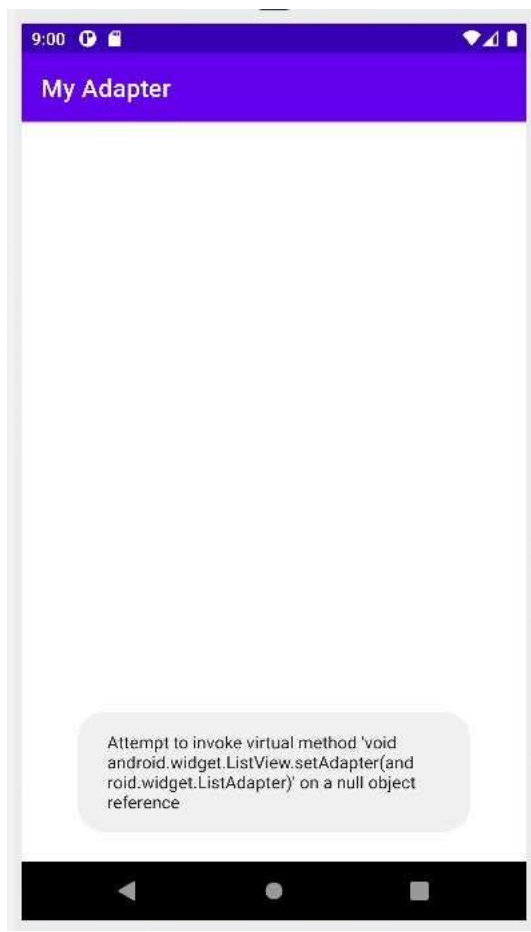 9:00
My Adapter
Attempt to invoke virtual method 'void
android.widget.ListView.setAdapter(and
roid.widget.ListAdapter)' on a null object
reference